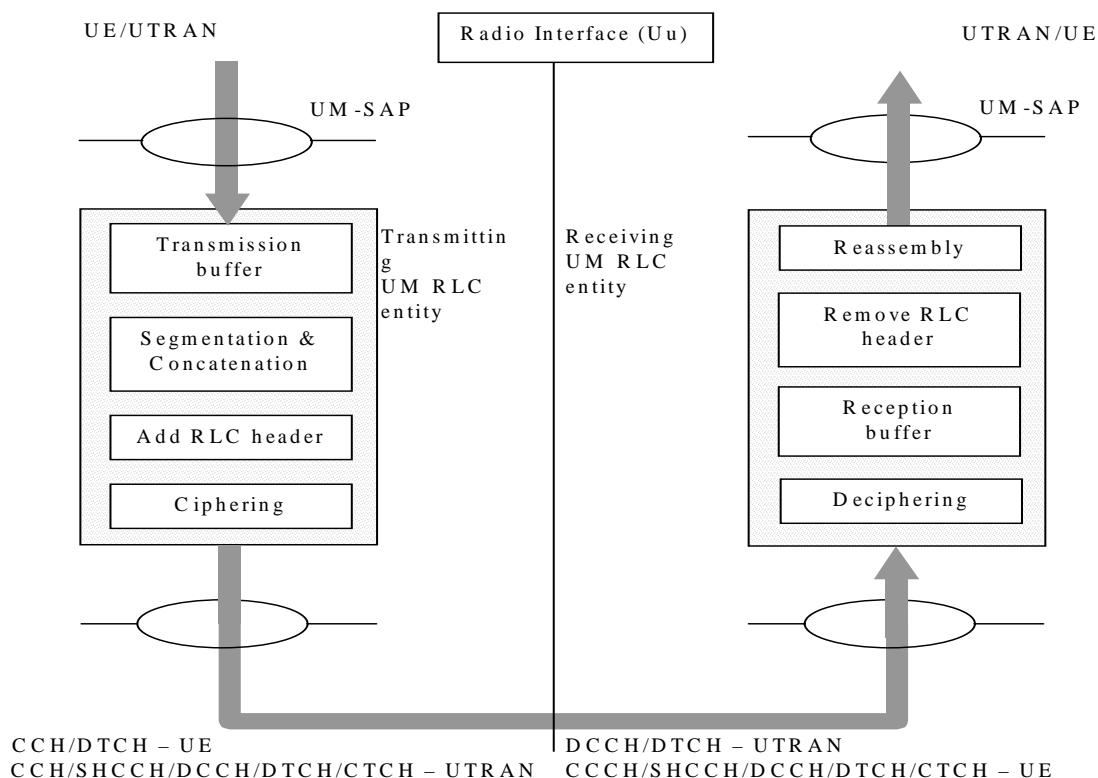 UE/UTRAN
Radio Interface (Uu)
UTRAN/UE
UM-SAP
UM-SAP
Transmission
buffer
Segmentation &
Concatenation
Add RLC header
Ciphering
Transmittin
g
UM RLC
entity
Receiving
UM RLC
entity
Reassembly
Remove RLC
header
Reception
buffer
Deciphering
CCH/DTCH – UE
CCH/SHCCH/DCCH/DTCH/CTCH – UTRAN
DCCH/DTCH – UTRAN
CCCH/SHCCH/DCCH/DTCH/CTCH – UE